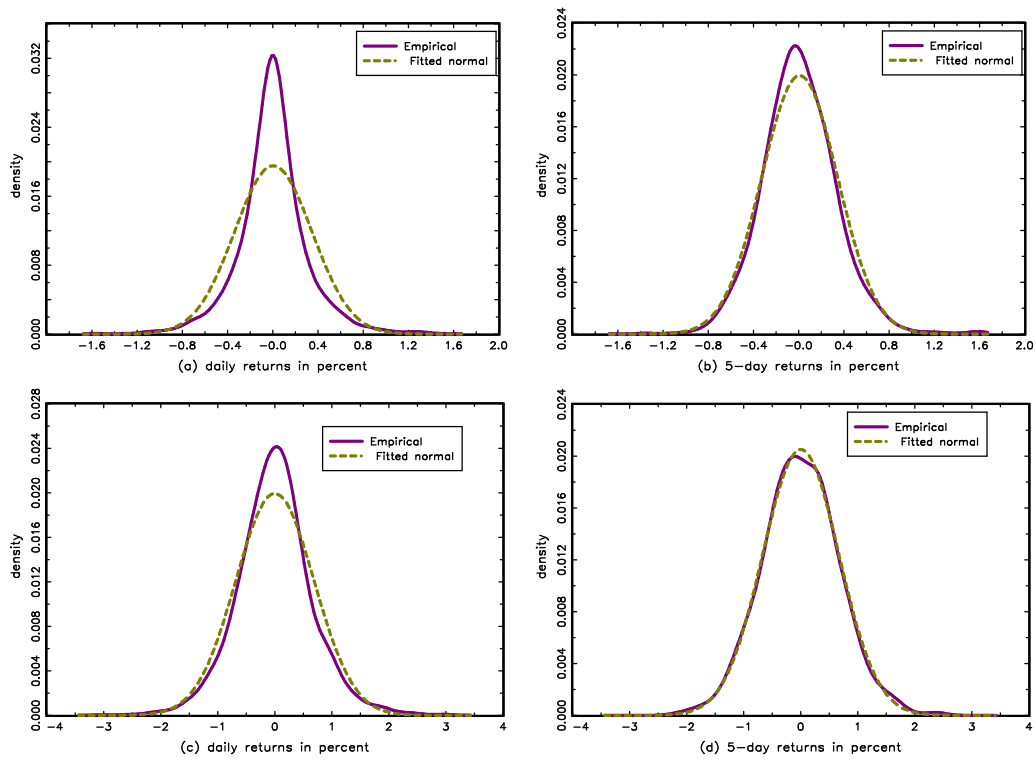 Empirical
Fitted normal
density
0.000 0.008 0.016 0.024 0.032
−1.6 −1.2 −0.8 −0.4 −0.0 0.4 0.8 1.2 1.6 2.0
(a) daily returns in percent
Empirical
Fitted normal
density
0.000 0.004 0.008 0.012 0.016 0.020 0.024
−1.6 −1.2 −0.8 −0.4 −0.0 0.4 0.8 1.2 1.6 2.0
(b) 5−day returns in percent
Empirical
Fitted normal
density
0.000 0.004 0.008 0.012 0.016 0.020 0.024 0.028
−4 −3 −2 −1 0 1 2 3 4
(c) daily returns in percent
Empirical
Fitted normal
density
0.000 0.004 0.008 0.012 0.016 0.020 0.024
−4 −3 −2 −1 0 1 2 3 4
(d) 5−day returns in percent